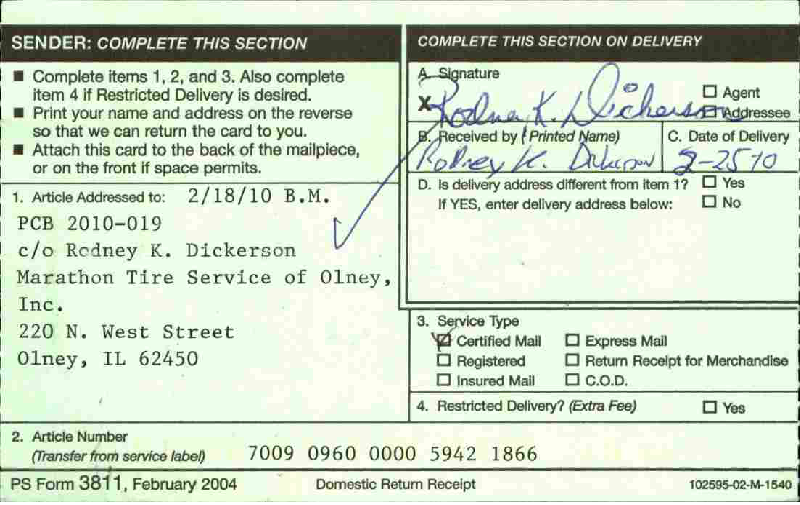 SENDER: COMPLETE THIS SECTION
■ Complete items 1, 2, and 3. Also complete
item 4 if Restricted Delivery is desired.
■ Print your name and address on the reverse
so that we can return the card to you.
■ Attach this card to the back of the mailpiece,
or on the front if space permits.
1. Article Addressed to: 2/18/10 B.M.
PCB 2010-019
c/o Rodney K. Dickerson
Marathon Tire Service of Olney,
Inc.
220 N. West Street
Olney, IL 62450
COMPLETE THIS SECTION ON DELIVERY
A. Signature
X Rodney K. Dickerson
☐ Agent
☐ Addressee
B. Received by (Printed Name)
Rodney K. Dickerson
C. Date of Delivery
2-25-10
D. Is delivery address different from item 1? ☐ Yes
If YES, enter delivery address below: ☐ No
3. Service Type
☑ Certified Mail ☐ Express Mail
☐ Registered ☐ Return Receipt for Merchandise
☐ Insured Mail ☐ C.O.D.
4. Restricted Delivery? (Extra Fee) ☐ Yes
2. Article Number
(Transfer from service label) 7009 0960 0000 5942 1866
PS Form 3811, February 2004 Domestic Return Receipt 102595-02-M-1540